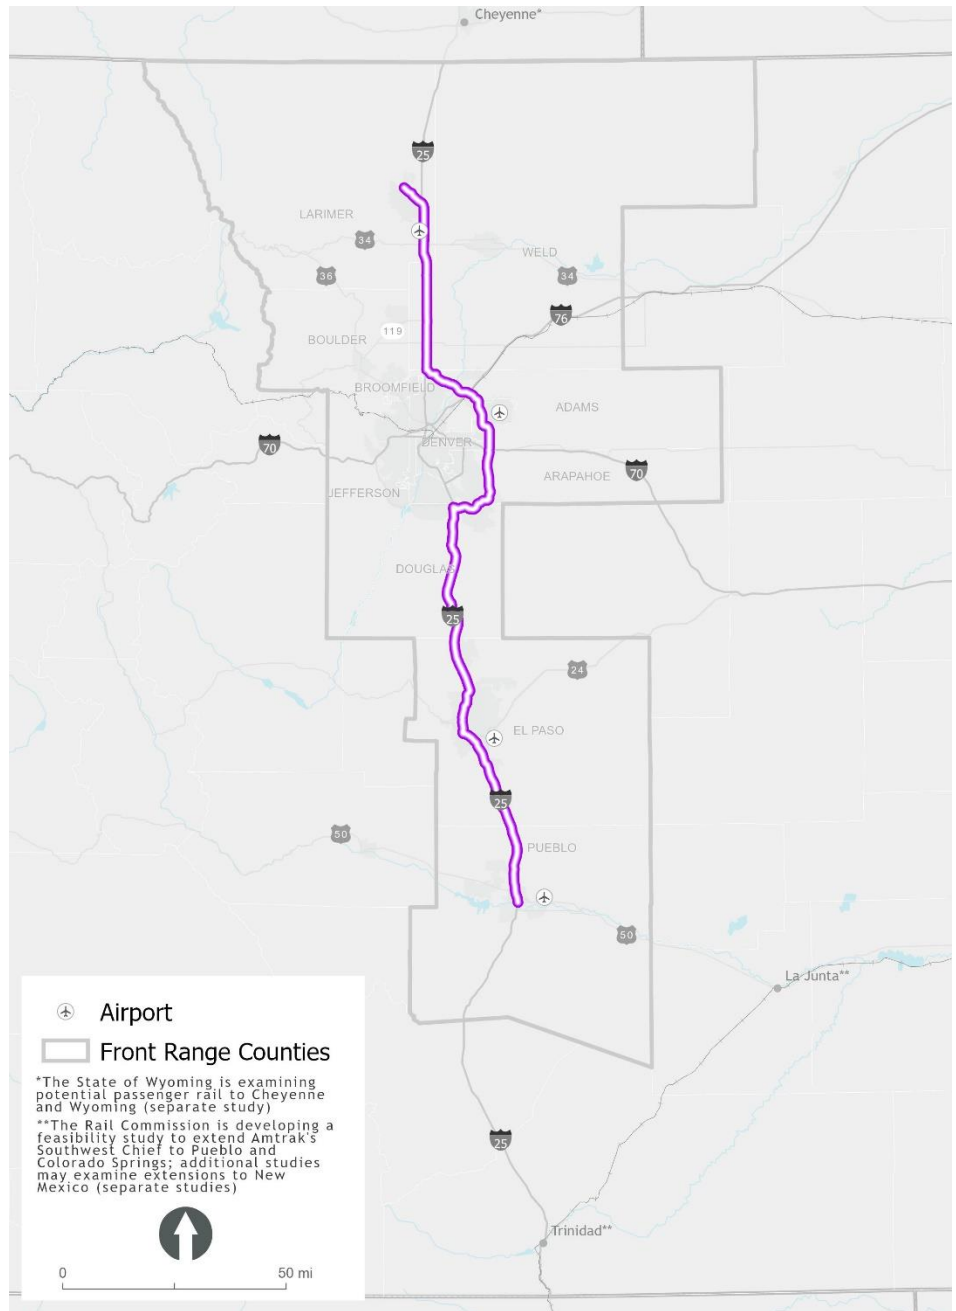 Cheyenne*
25
LARIMER
34
WELD
36
34
76
119
BOULDER
BROOMFIELD
ADAMS
DENVER
70
ARAPAHOE
70
JEFFERSON
DOUGLAS
25
24
EL PASO
25
50
PUEBLO
50
La Junta**
25
Trinidad**
Airport
Front Range Counties
*The State of Wyoming is examining
potential passenger rail to Cheyenne
and Wyoming (separate study)
**The Rail Commission is developing a
feasibility study to extend Amtrak's
Southwest Chief to Pueblo and
Colorado Springs; additional studies
may examine extensions to New
Mexico (separate studies)
0 50 mi